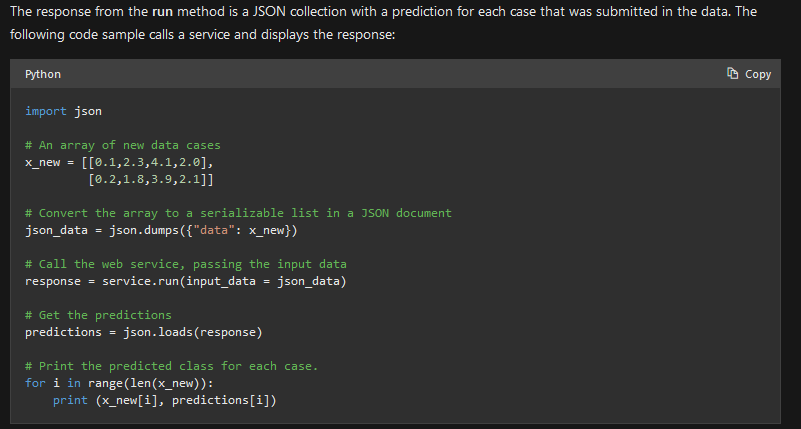 The response from the run method is a JSON collection with a prediction for each case that was submitted in the data. The
following code sample calls a service and displays the response:
Python
Copy
import json
# An array of new data cases
x_new = [[0.1,2.3,4.1,2.0],
         [0.2,1.8,3.9,2.1]]
# Convert the array to a serializable list in a JSON document
json_data = json.dumps({"data": x_new})
# Call the web service, passing the input data
response = service.run(input_data = json_data)
# Get the predictions
predictions = json.loads(response)
# Print the predicted class for each case.
for i in range(len(x_new)):
    print (x_new[i], predictions[i])